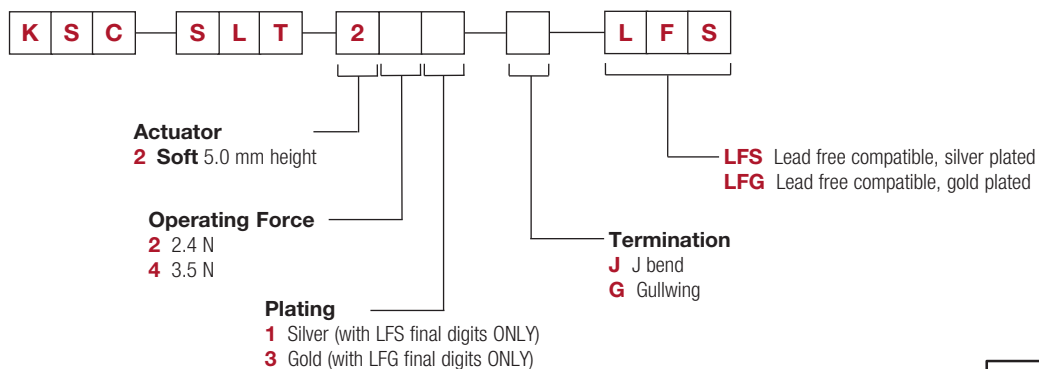 K S C S L T 2 L F S
Actuator
2 Soft 5.0 mm height
LFS Lead free compatible, silver plated
LFG Lead free compatible, gold plated
Operating Force
2 2.4 N
4 3.5 N
Termination
J J bend
G Gullwing
Plating
1 Silver (with LFS final digits ONLY)
3 Gold (with LFG final digits ONLY)